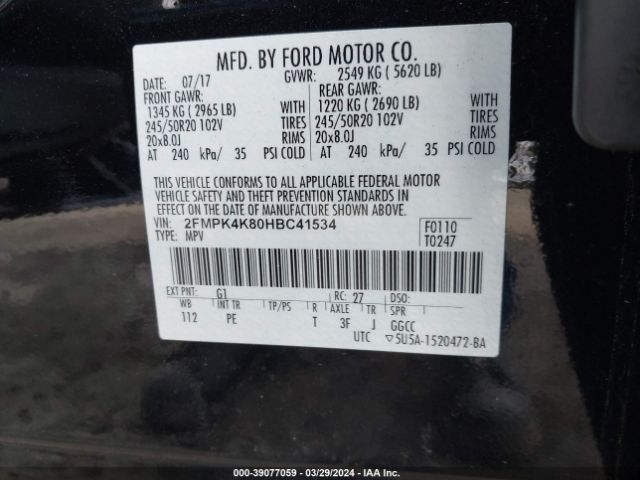 MFD. BY FORD MOTOR CO.
DATE: 07/17 GVWR: 2549 KG ( 5620 LB)
FRONT GAWR: REAR GAWR:
1345 KG ( 2965 LB) WITH 1220 KG ( 2690 LB) WITH
245/50R20 102V TIRES 245/50R20 102V TIRES
20x8.0J RIMS 20x8.0J RIMS
AT 240 kPa/ 35 PSI COLD AT 240 kPa/ 35 PSI COLD
THIS VEHICLE CONFORMS TO ALL APPLICABLE FEDERAL MOTOR
VEHICLE SAFETY AND THEFT PREVENTION STANDARDS IN
EFFECT ON THE DATE OF MANUFACTURE SHOWN ABOVE.
VIN: 2FMPK4K80HBC41534 F0110
TYPE: MPV T0247
EXT PNT: G1 RC: 27 DSO:
WB INT TR TP/PS R AXLE TR SPR
112 PE T 3F J GGCC
UTC ▽5U5A-1520472-BA
000-39077059 | 03/29/2024 | IAA Inc.